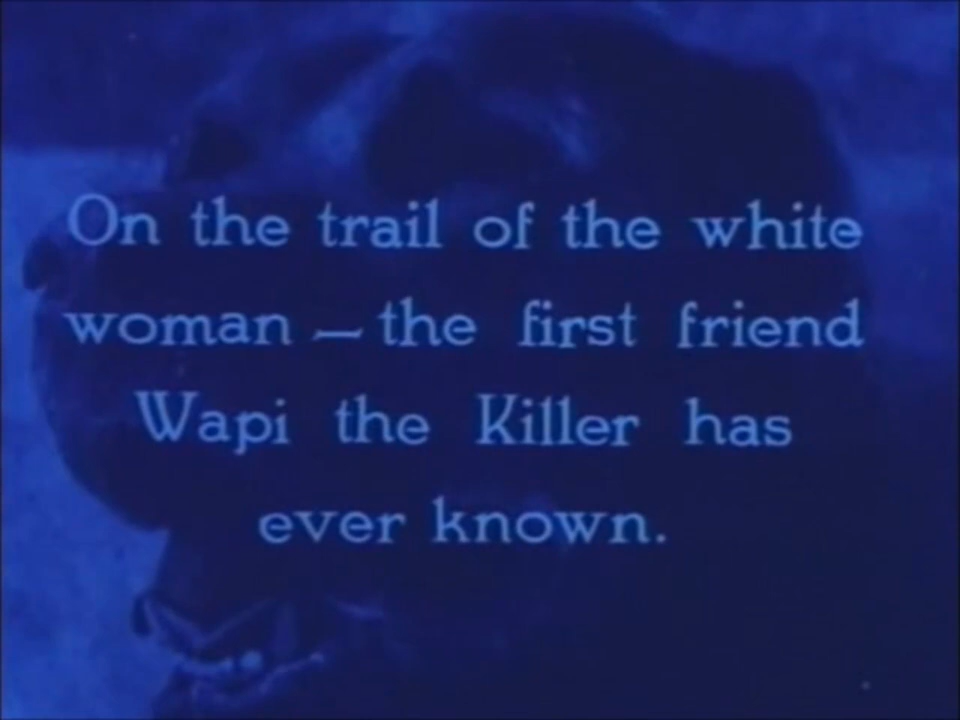 On the trail of the white
woman — the first friend
Wapi the Killer has
ever known.